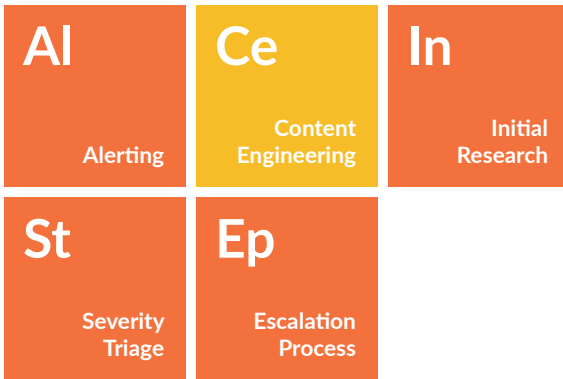 Al
Alerting
Ce
Content
Engineering
In
Initial
Research
St
Severity
Triage
Ep
Escalation
Process